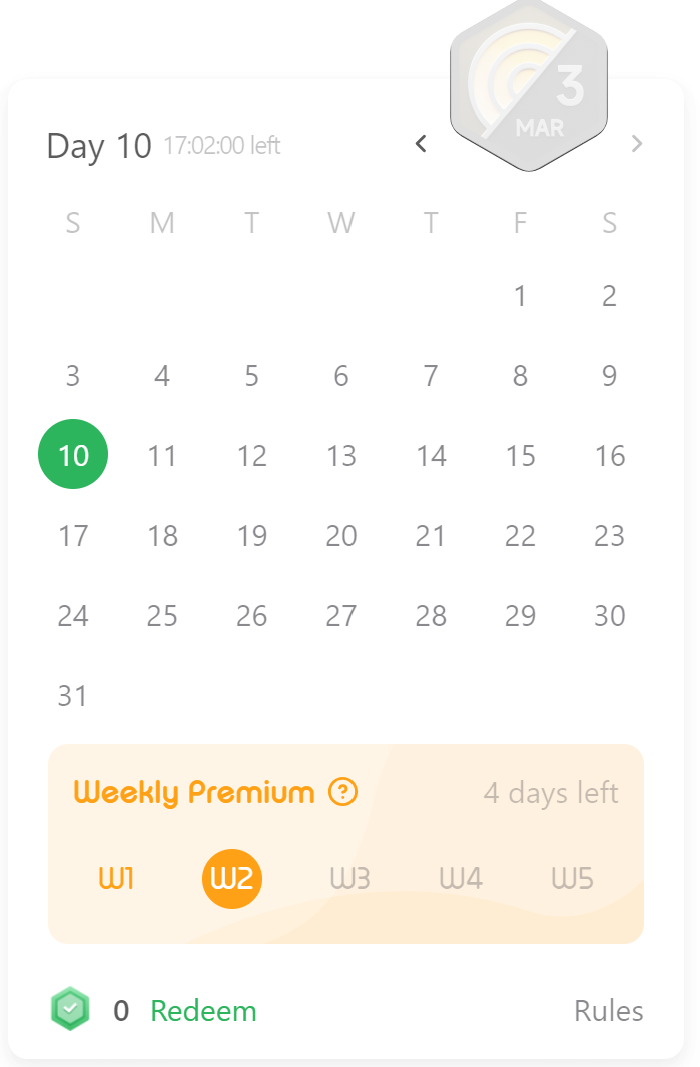 3
MAR
Day 10 17:02:00 left
S M T W T F S
1 2
3 4 5 6 7 8 9
10 11 12 13 14 15 16
17 18 19 20 21 22 23
24 25 26 27 28 29 30
31
Weekly Premium ? 4 days left
W1 W2 W3 W4 W5
0 Redeem Rules